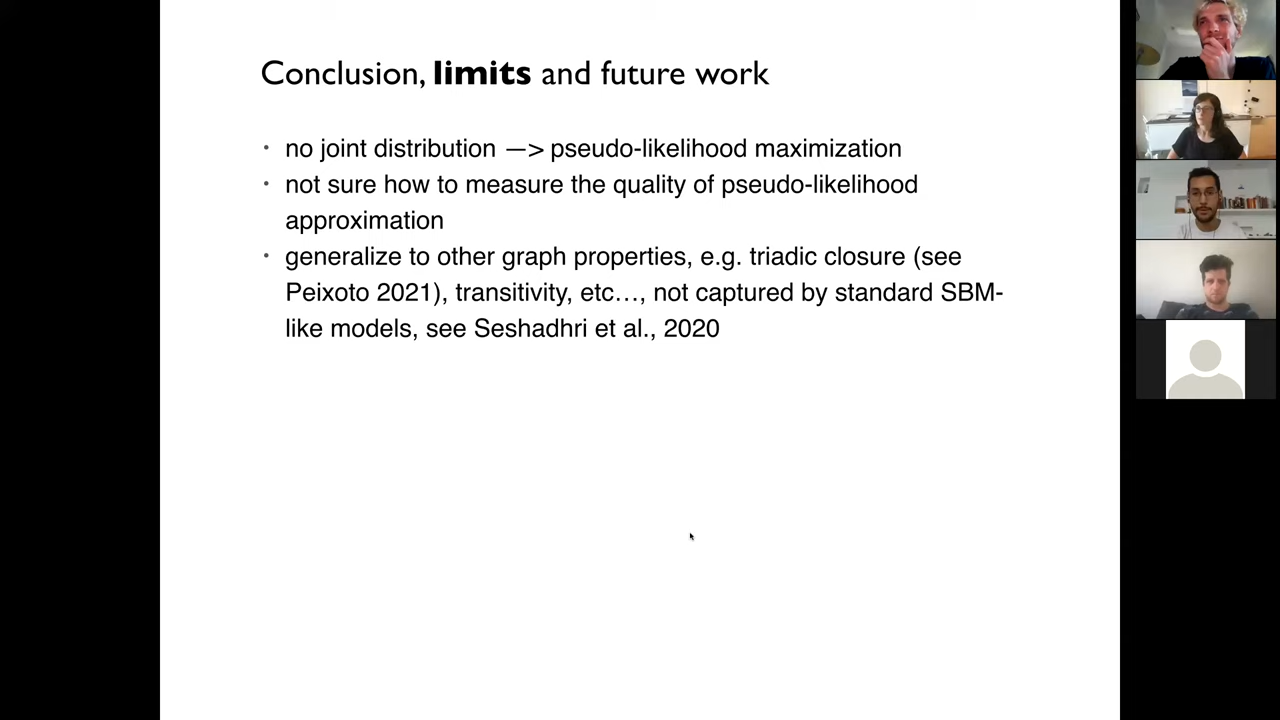 Conclusion, limits and future work
• no joint distribution —> pseudo-likelihood maximization
• not sure how to measure the quality of pseudo-likelihood
approximation
• generalize to other graph properties, e.g. triadic closure (see
Peixoto 2021), transitivity, etc…, not captured by standard SBM-
like models, see Seshadhri et al., 2020